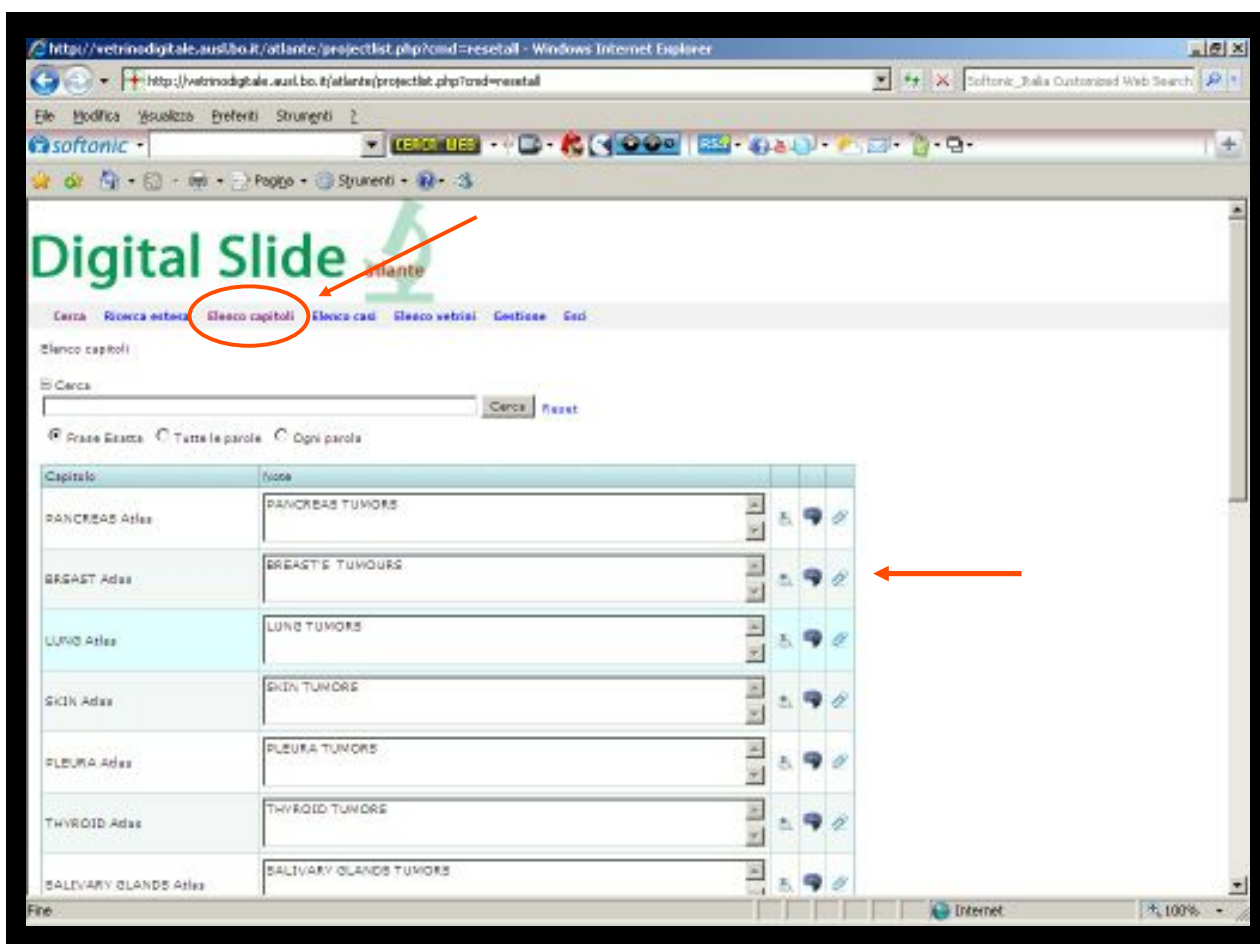 http://vetrinodigitale.ausl.bo.it/atlante/projectlist.php?cmd=resetall - Windows Internet Explorer
http://vetrinodigitale.ausl.bo.it/atlante/projectlist.php?cmd=resetall
Softonic_Italia Customized Web Search
File Modifica Visualizza Preferiti Strumenti ?
softonic CERCA WEB RSS
Pagina Strumenti
Digital Slide
atlante
Cerca Ricerca estesa Elenco capitoli Elenco casi Elenco vetrini Gestione Esci
Elenco capitoli
Cerca
Cerca Reset
Frase Esatta Tutte le parole Ogni parola
Capitolo Note
PANCREAS Atlas PANCREAS TUMORS
BREAST Atlas BREAST'S TUMOURS
LUNG Atlas LUNG TUMORS
SKIN Atlas SKIN TUMORS
PLEURA Atlas PLEURA TUMORS
THYROID Atlas THYROID TUMORS
SALIVARY GLANDS Atlas SALIVARY GLANDS TUMORS
Fine Internet 100%